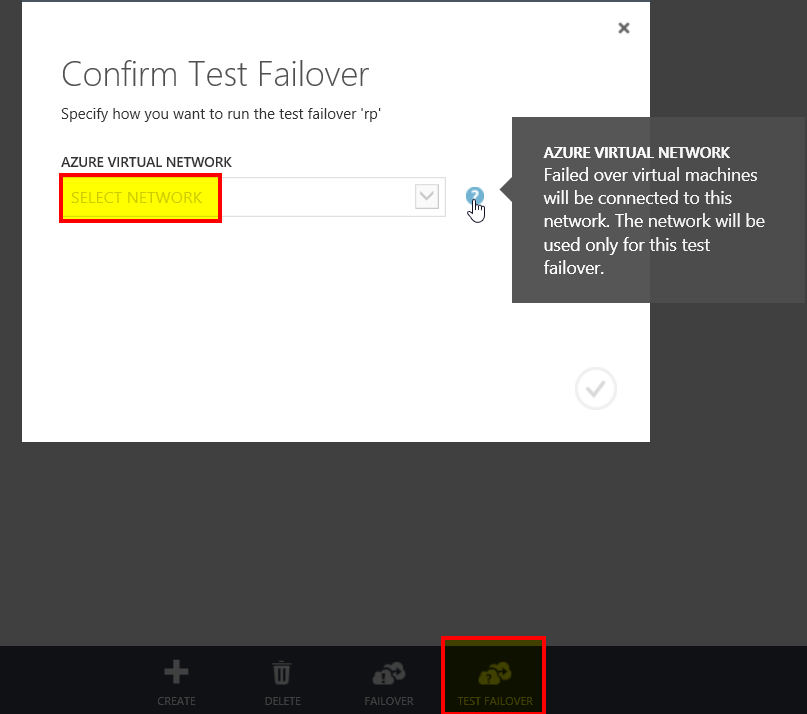 Confirm Test Failover
Specify how you want to run the test failover 'rp'
AZURE VIRTUAL NETWORK
SELECT NETWORK
?
AZURE VIRTUAL NETWORK
Failed over virtual machines
will be connected to this
network. The network will be
used only for this test
failover.
CREATE
DELETE
FAILOVER
TEST FAILOVER